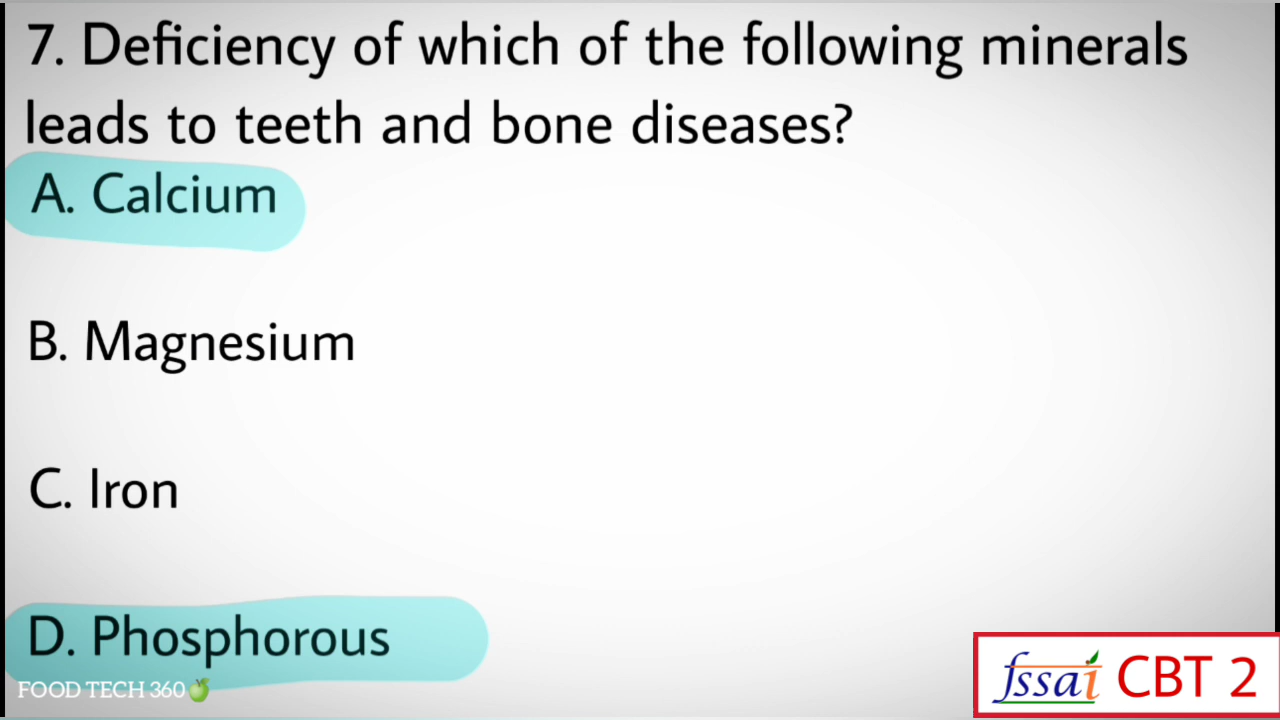 7. Deficiency of which of the following minerals
leads to teeth and bone diseases?
A. Calcium
B. Magnesium
C. Iron
D. Phosphorous
FOOD TECH 360
fssai CBT 2